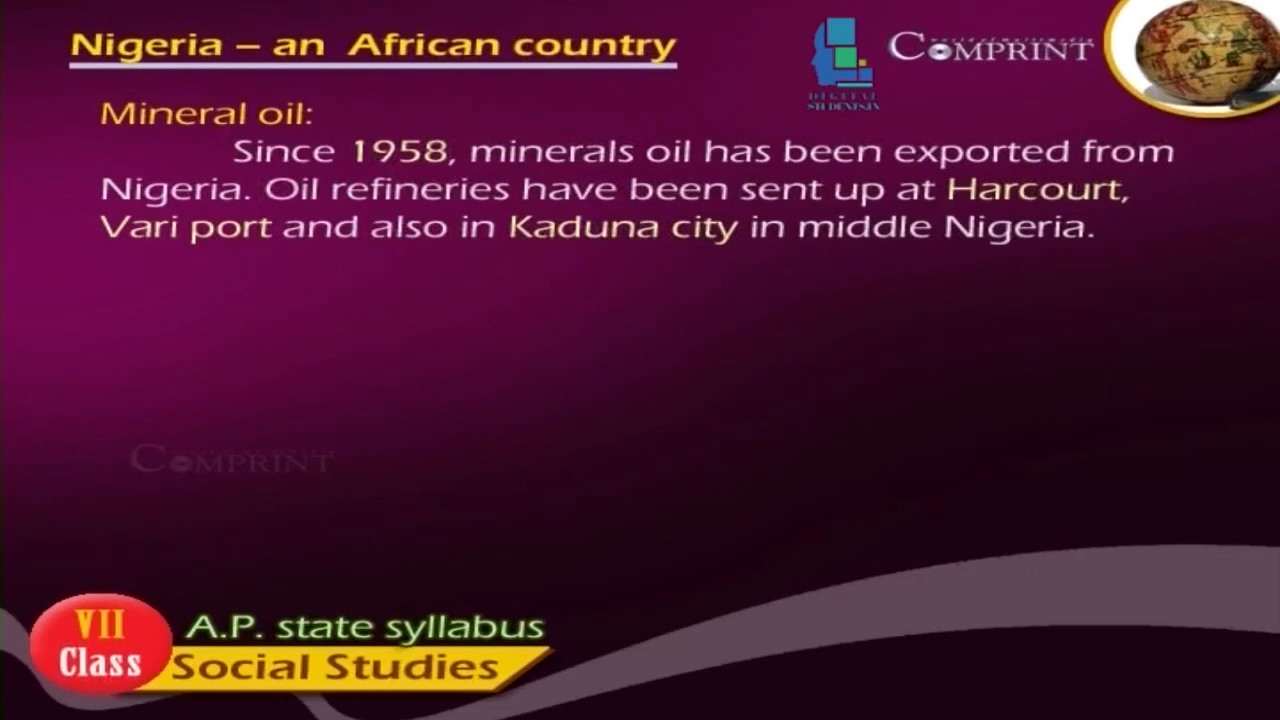 Nigeria – an African country
COMPRINT
Mineral oil:
Since 1958, minerals oil has been exported from
Nigeria. Oil refineries have been sent up at Harcourt,
Vari port and also in Kaduna city in middle Nigeria.
COMPRINT
VII
Class
A.P. state syllabus
Social Studies